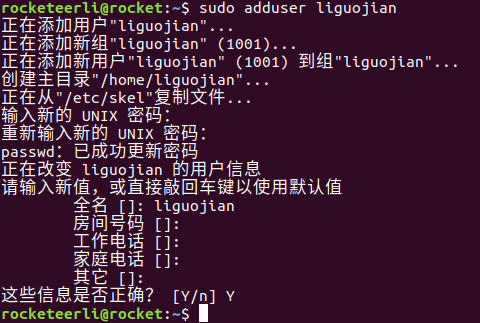 rocketeerli@rocket:~$ sudo adduser liguojian
正在添加用户"liguojian"...
正在添加新组"liguojian" (1001)...
正在添加新用户"liguojian" (1001) 到组"liguojian"...
创建主目录"/home/liguojian"...
正在从"/etc/skel"复制文件...
输入新的 UNIX 密码：
重新输入新的 UNIX 密码：
passwd：已成功更新密码
正在改变 liguojian 的用户信息
请输入新值，或直接敲回车键以使用默认值
全名 []: liguojian
房间号码 []:
工作电话 []:
家庭电话 []:
其它 []:
这些信息是否正确？ [Y/n] Y
rocketeerli@rocket:~$